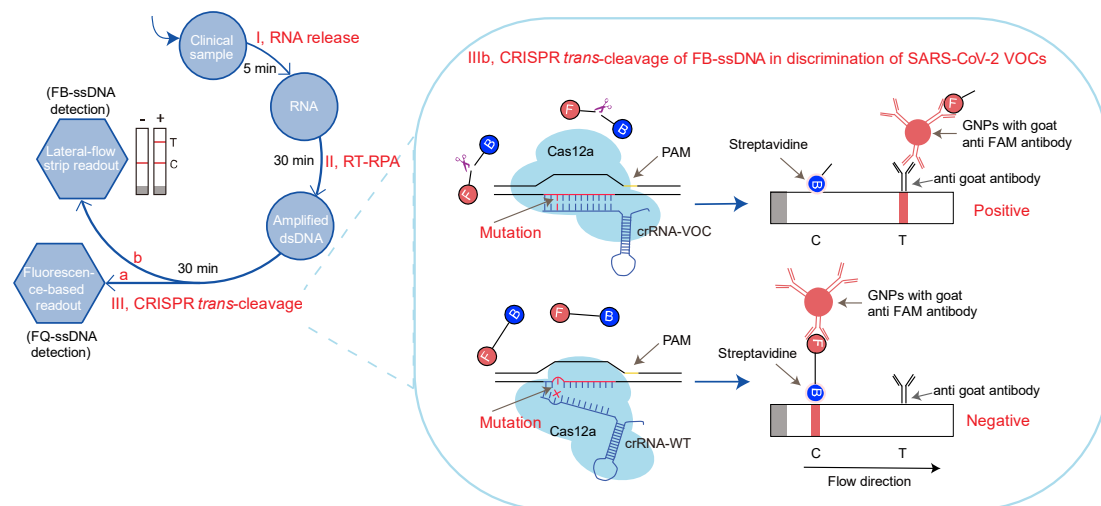 Clinical
sample
I, RNA release
5 min
RNA
30 min
II, RT-RPA
Amplified
dsDNA
30 min
III, CRISPR trans-cleavage
a
b
(FB-ssDNA
detection)
Lateral-flow
strip readout
- +
T
C
Fluorescen-
ce-based
readout
(FQ-ssDNA
detection)
IIIb, CRISPR trans-cleavage of FB-ssDNA in discrimination of SARS-CoV-2 VOCs
F
B
B
F
Cas12a
PAM
Mutation
crRNA-VOC
Streptavidine
B
F
GNPs with goat
anti FAM antibody
anti goat antibody
Positive
C T
B
F
F B
PAM
Mutation
Cas12a
crRNA-WT
GNPs with goat
anti FAM antibody
F
Streptavidine
B
anti goat antibody
Negative
C T
Flow direction